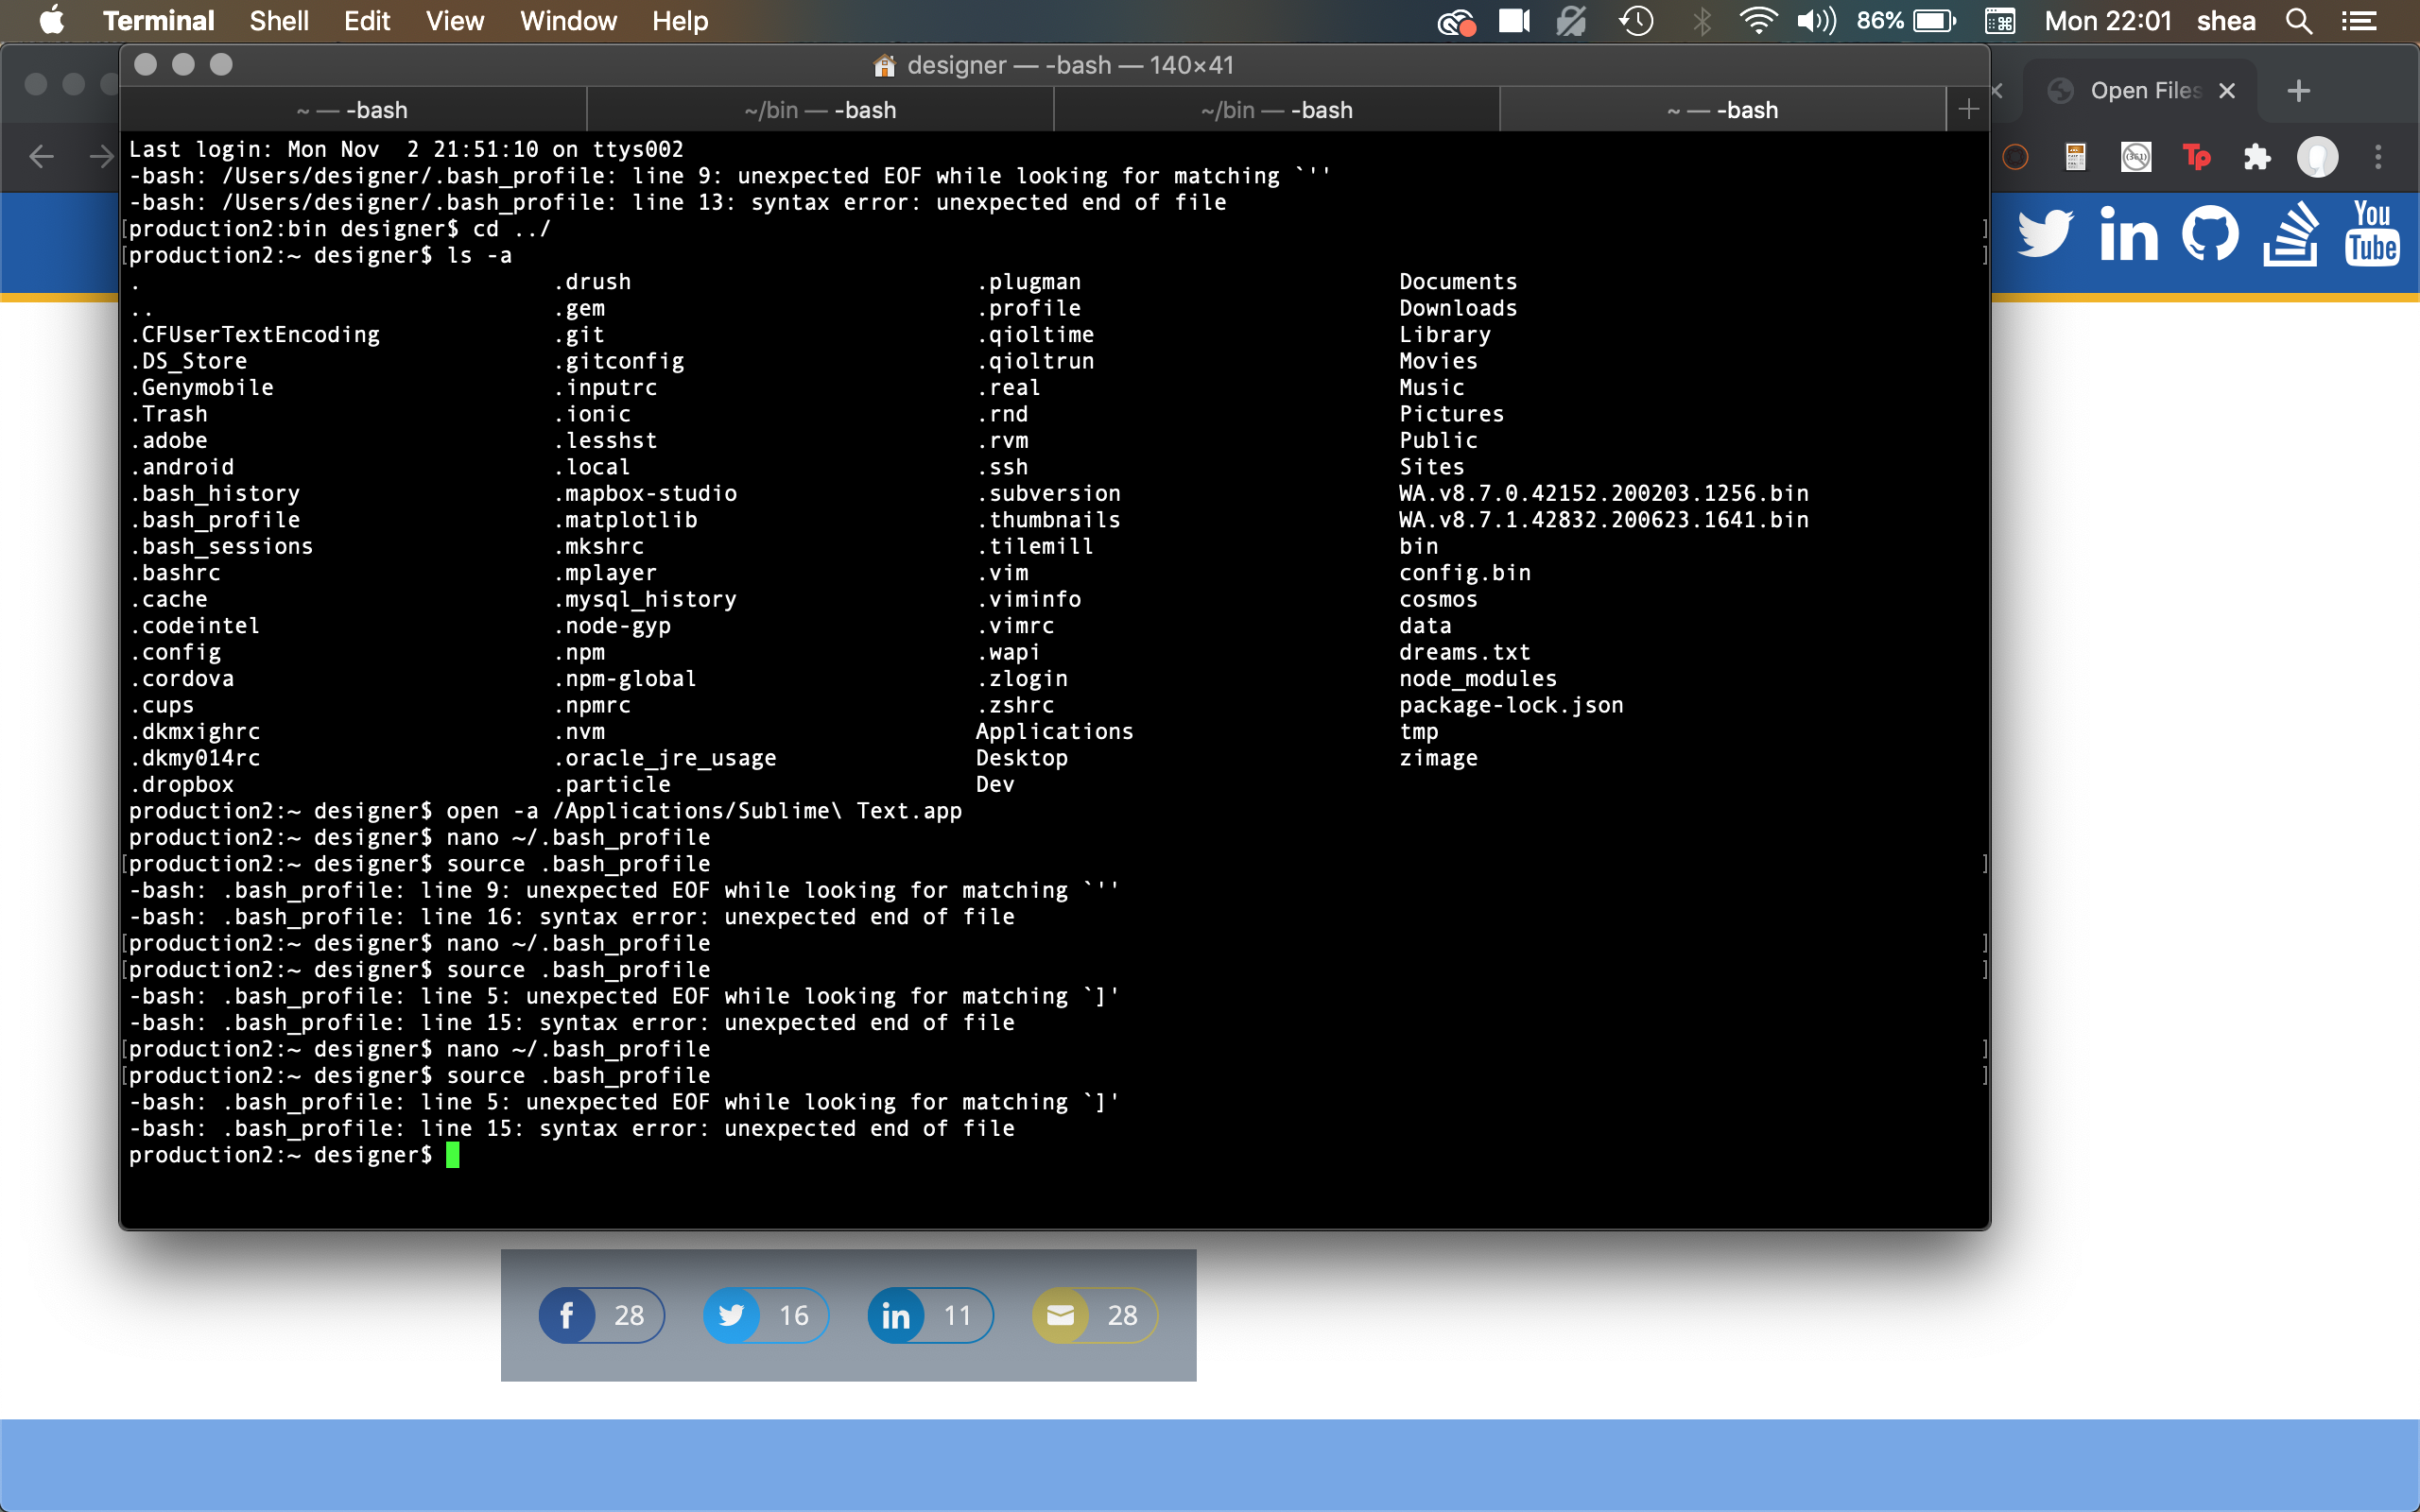 Terminal Shell Edit View Window Help 86% Mon 22:01 shea
designer — -bash — 140×41
~ — -bash ~/bin — -bash ~/bin — -bash ~ — -bash
Open Files
Tp
You
Tube
Last login: Mon Nov  2 21:51:10 on ttys002
-bash: /Users/designer/.bash_profile: line 9: unexpected EOF while looking for matching `''
-bash: /Users/designer/.bash_profile: line 13: syntax error: unexpected end of file
[production2:bin designer$ cd ../ ]
[production2:~ designer$ ls -a ]
. .drush .plugman Documents
.. .gem .profile Downloads
.CFUserTextEncoding .git .qioltime Library
.DS_Store .gitconfig .qioltrun Movies
.Genymobile .inputrc .real Music
.Trash .ionic .rnd Pictures
.adobe .lesshst .rvm Public
.android .local .ssh Sites
.bash_history .mapbox-studio .subversion WA.v8.7.0.42152.200203.1256.bin
.bash_profile .matplotlib .thumbnails WA.v8.7.1.42832.200623.1641.bin
.bash_sessions .mkshrc .tilemill bin
.bashrc .mplayer .vim config.bin
.cache .mysql_history .viminfo cosmos
.codeintel .node-gyp .vimrc data
.config .npm .wapi dreams.txt
.cordova .npm-global .zlogin node_modules
.cups .npmrc .zshrc package-lock.json
.dkmxighrc .nvm Applications tmp
.dkmy014rc .oracle_jre_usage Desktop zimage
.dropbox .particle Dev
production2:~ designer$ open -a /Applications/Sublime\ Text.app
production2:~ designer$ nano ~/.bash_profile
[production2:~ designer$ source .bash_profile ]
-bash: .bash_profile: line 9: unexpected EOF while looking for matching `''
-bash: .bash_profile: line 16: syntax error: unexpected end of file
[production2:~ designer$ nano ~/.bash_profile ]
[production2:~ designer$ source .bash_profile ]
-bash: .bash_profile: line 5: unexpected EOF while looking for matching `]'
-bash: .bash_profile: line 15: syntax error: unexpected end of file
[production2:~ designer$ nano ~/.bash_profile ]
[production2:~ designer$ source .bash_profile ]
-bash: .bash_profile: line 5: unexpected EOF while looking for matching `]'
-bash: .bash_profile: line 15: syntax error: unexpected end of file
production2:~ designer$
28 16 11 28